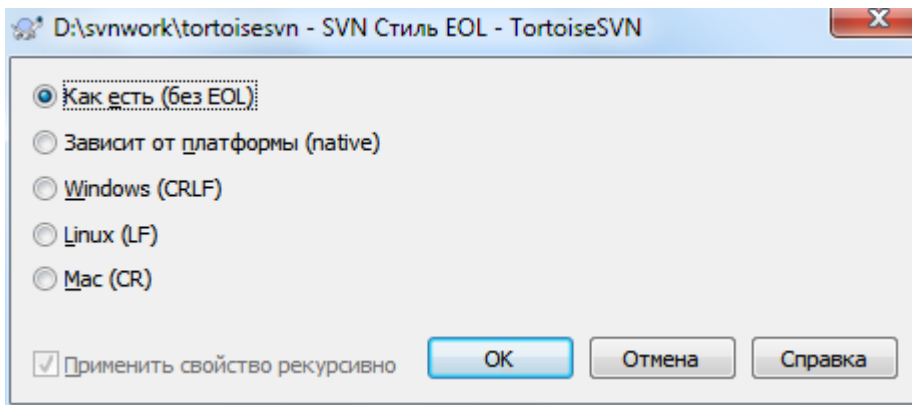 D:\svnwork\tortoisesvn - SVN Стиль EOL - TortoiseSVN
Как есть (без EOL)
Зависит от платформы (native)
Windows (CRLF)
Linux (LF)
Mac (CR)
Применить свойство рекурсивно
OK
Отмена
Справка